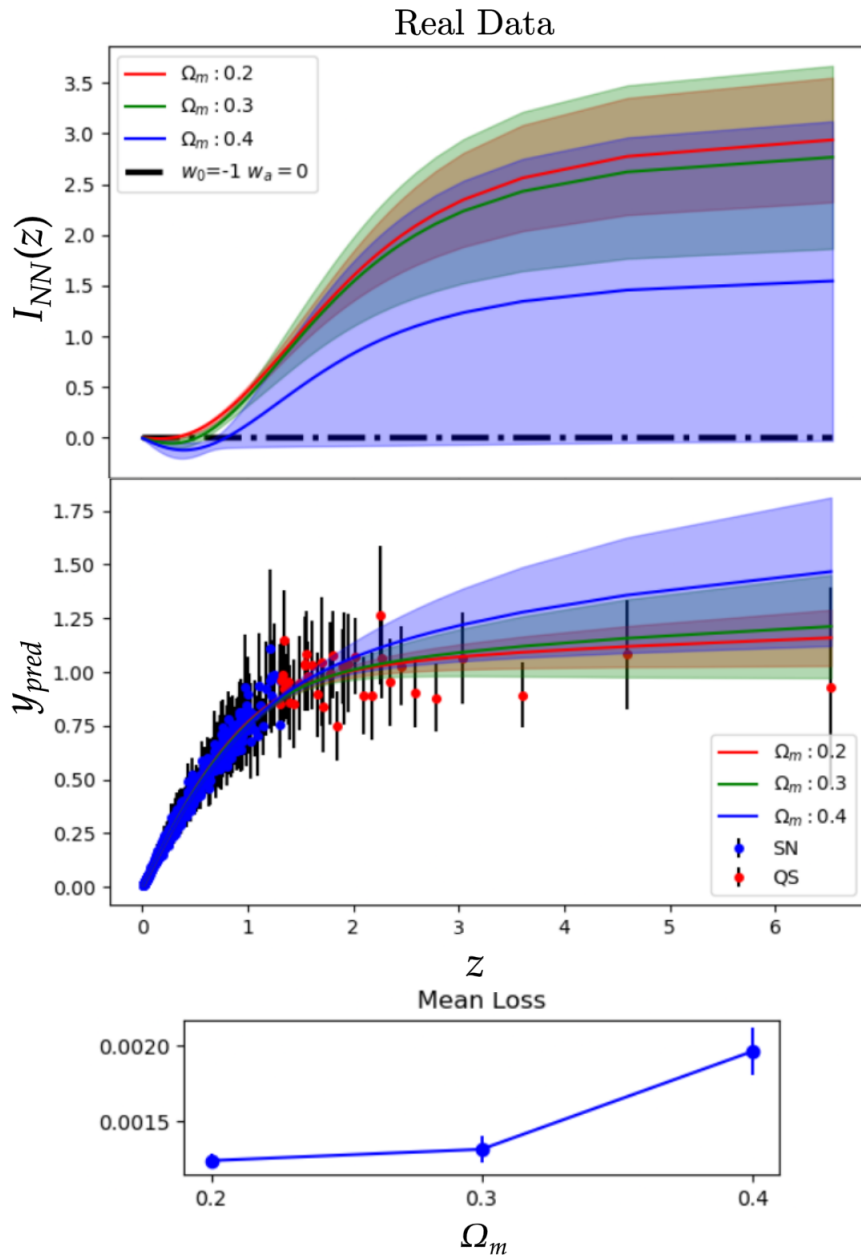 Real Data
Ωₘ : 0.2
Ωₘ : 0.3
Ωₘ : 0.4
w₀=-1 wₐ = 0
3.5
3.0
2.5
2.0
1.5
1.0
0.5
0.0
I_NN(z)
1.75
1.50
1.25
1.00
0.75
0.50
0.25
0.00
y_pred
Ωₘ : 0.2
Ωₘ : 0.3
Ωₘ : 0.4
SN
QS
0 1 2 3 4 5 6
z
Mean Loss
0.0020
0.0015
0.2 0.3 0.4
Ωₘ